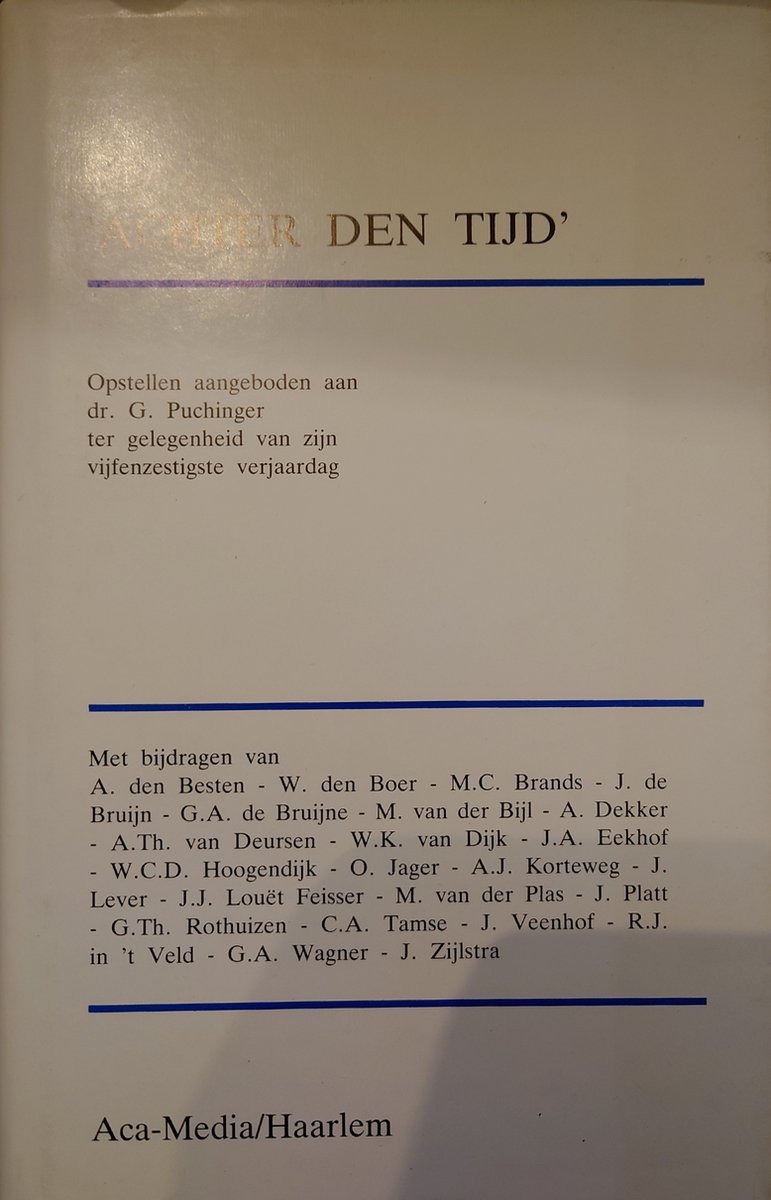 'ACHTER DEN TIJD'
Opstellen aangeboden aan
dr. G. Puchinger
ter gelegenheid van zijn
vijfenzestigste verjaardag
Met bijdragen van
A. den Besten - W. den Boer - M.C. Brands - J. de
Bruijn - G.A. de Bruijne - M. van der Bijl - A. Dekker
- A.Th. van Deursen - W.K. van Dijk - J.A. Eekhof
- W.C.D. Hoogendijk - O. Jager - A.J. Korteweg - J.
Lever - J.J. Louët Feisser - M. van der Plas - J. Platt
- G.Th. Rothuizen - C.A. Tamse - J. Veenhof - R.J.
in 't Veld - G.A. Wagner - J. Zijlstra
Aca-Media/Haarlem